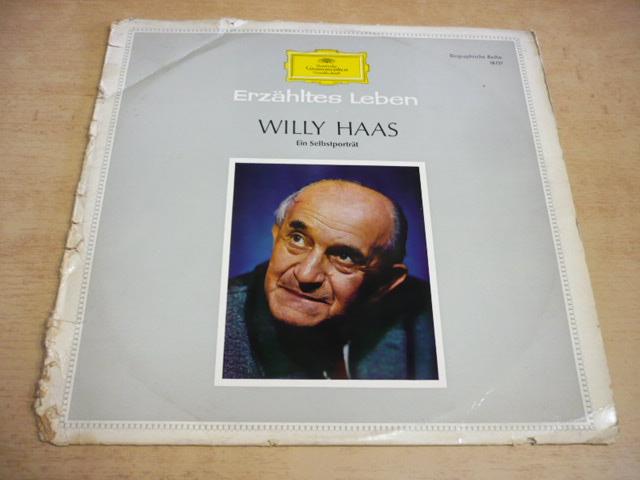 Deutsche
Grammophon
Gesellschaft
Biographische Reihe
Erzähltes Leben
WILLY HAAS
Ein Selbstporträt